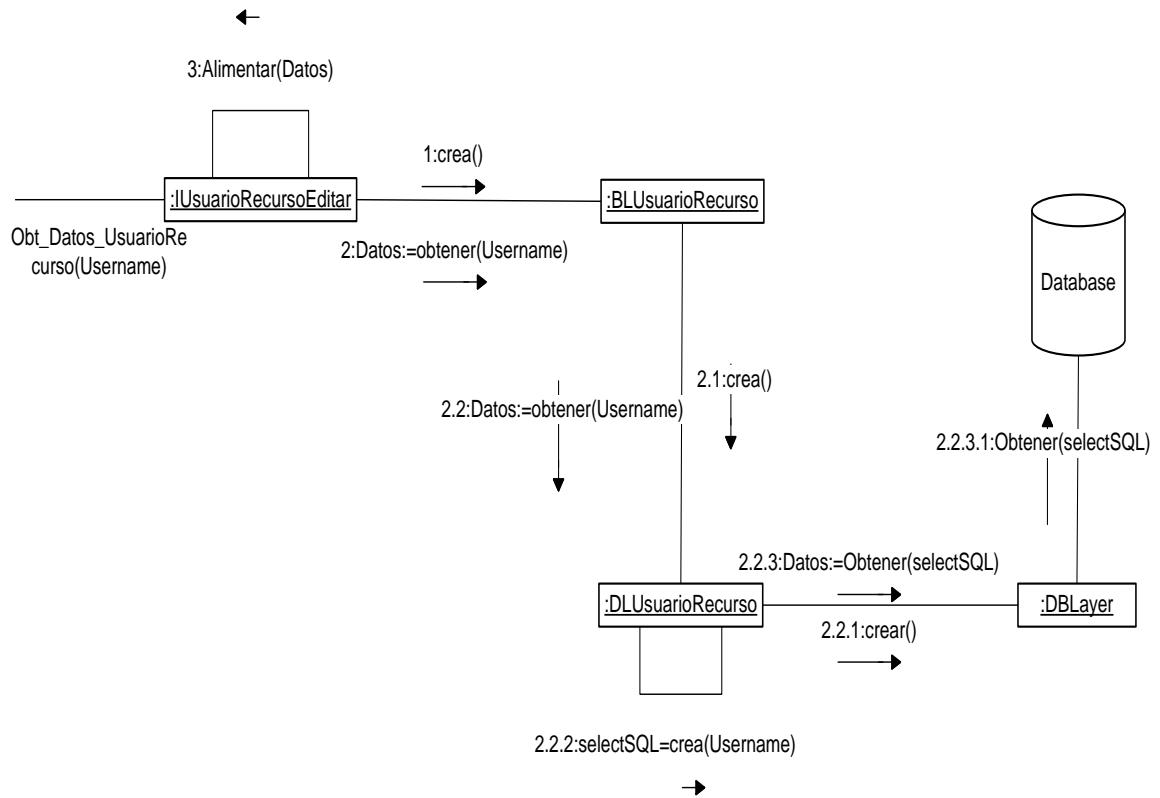 3:Alimentar(Datos)
1:crea()
:IUsuarioRecursoEditar
:BLUsuarioRecurso
Obt_Datos_UsuarioRe
curso(Username)
2:Datos:=obtener(Username)
Database
2.1:crea()
2.2:Datos:=obtener(Username)
2.2.3.1:Obtener(selectSQL)
2.2.3:Datos:=Obtener(selectSQL)
:DLUsuarioRecurso
:DBLayer
2.2.1:crear()
2.2.2:selectSQL=crea(Username)